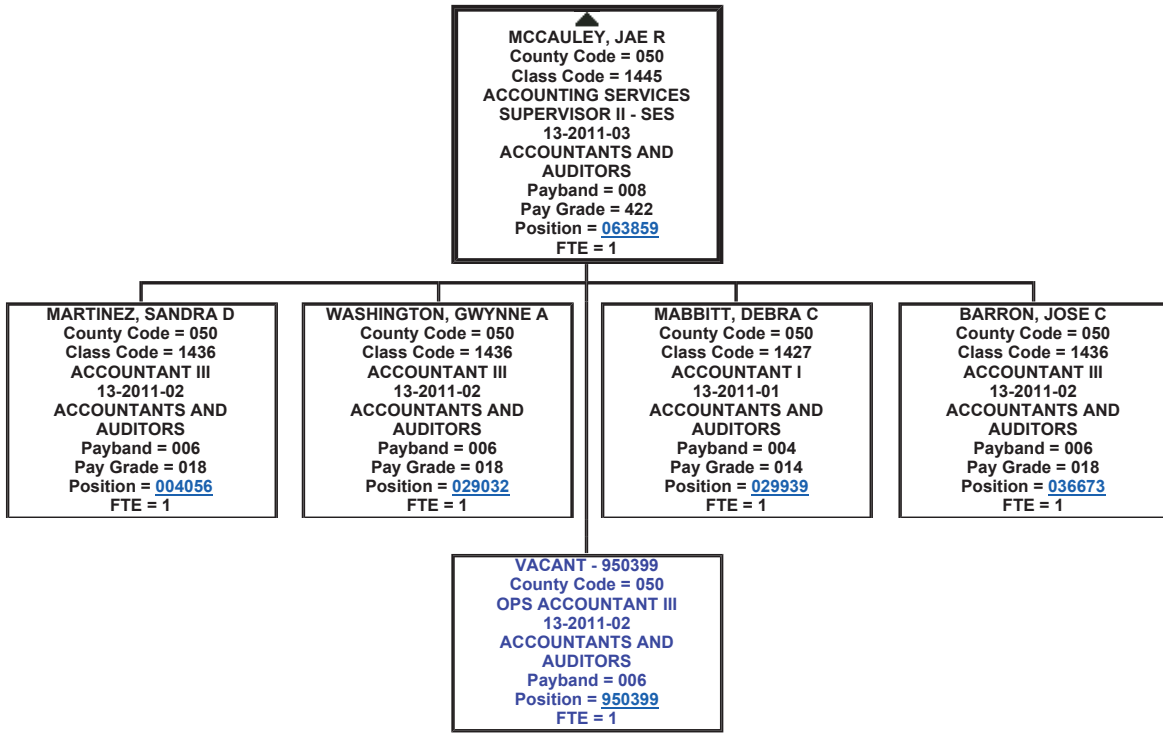 MCCAULEY, JAE R
County Code = 050
Class Code = 1445
ACCOUNTING SERVICES
SUPERVISOR II - SES
13-2011-03
ACCOUNTANTS AND
AUDITORS
Payband = 008
Pay Grade = 422
Position = 063859
FTE = 1
MARTINEZ, SANDRA D
County Code = 050
Class Code = 1436
ACCOUNTANT III
13-2011-02
ACCOUNTANTS AND
AUDITORS
Payband = 006
Pay Grade = 018
Position = 004056
FTE = 1
WASHINGTON, GWYNNE A
County Code = 050
Class Code = 1436
ACCOUNTANT III
13-2011-02
ACCOUNTANTS AND
AUDITORS
Payband = 006
Pay Grade = 018
Position = 029032
FTE = 1
MABBITT, DEBRA C
County Code = 050
Class Code = 1427
ACCOUNTANT I
13-2011-01
ACCOUNTANTS AND
AUDITORS
Payband = 004
Pay Grade = 014
Position = 029939
FTE = 1
BARRON, JOSE C
County Code = 050
Class Code = 1436
ACCOUNTANT III
13-2011-02
ACCOUNTANTS AND
AUDITORS
Payband = 006
Pay Grade = 018
Position = 036673
FTE = 1
VACANT - 950399
County Code = 050
OPS ACCOUNTANT III
13-2011-02
ACCOUNTANTS AND
AUDITORS
Payband = 006
Position = 950399
FTE = 1